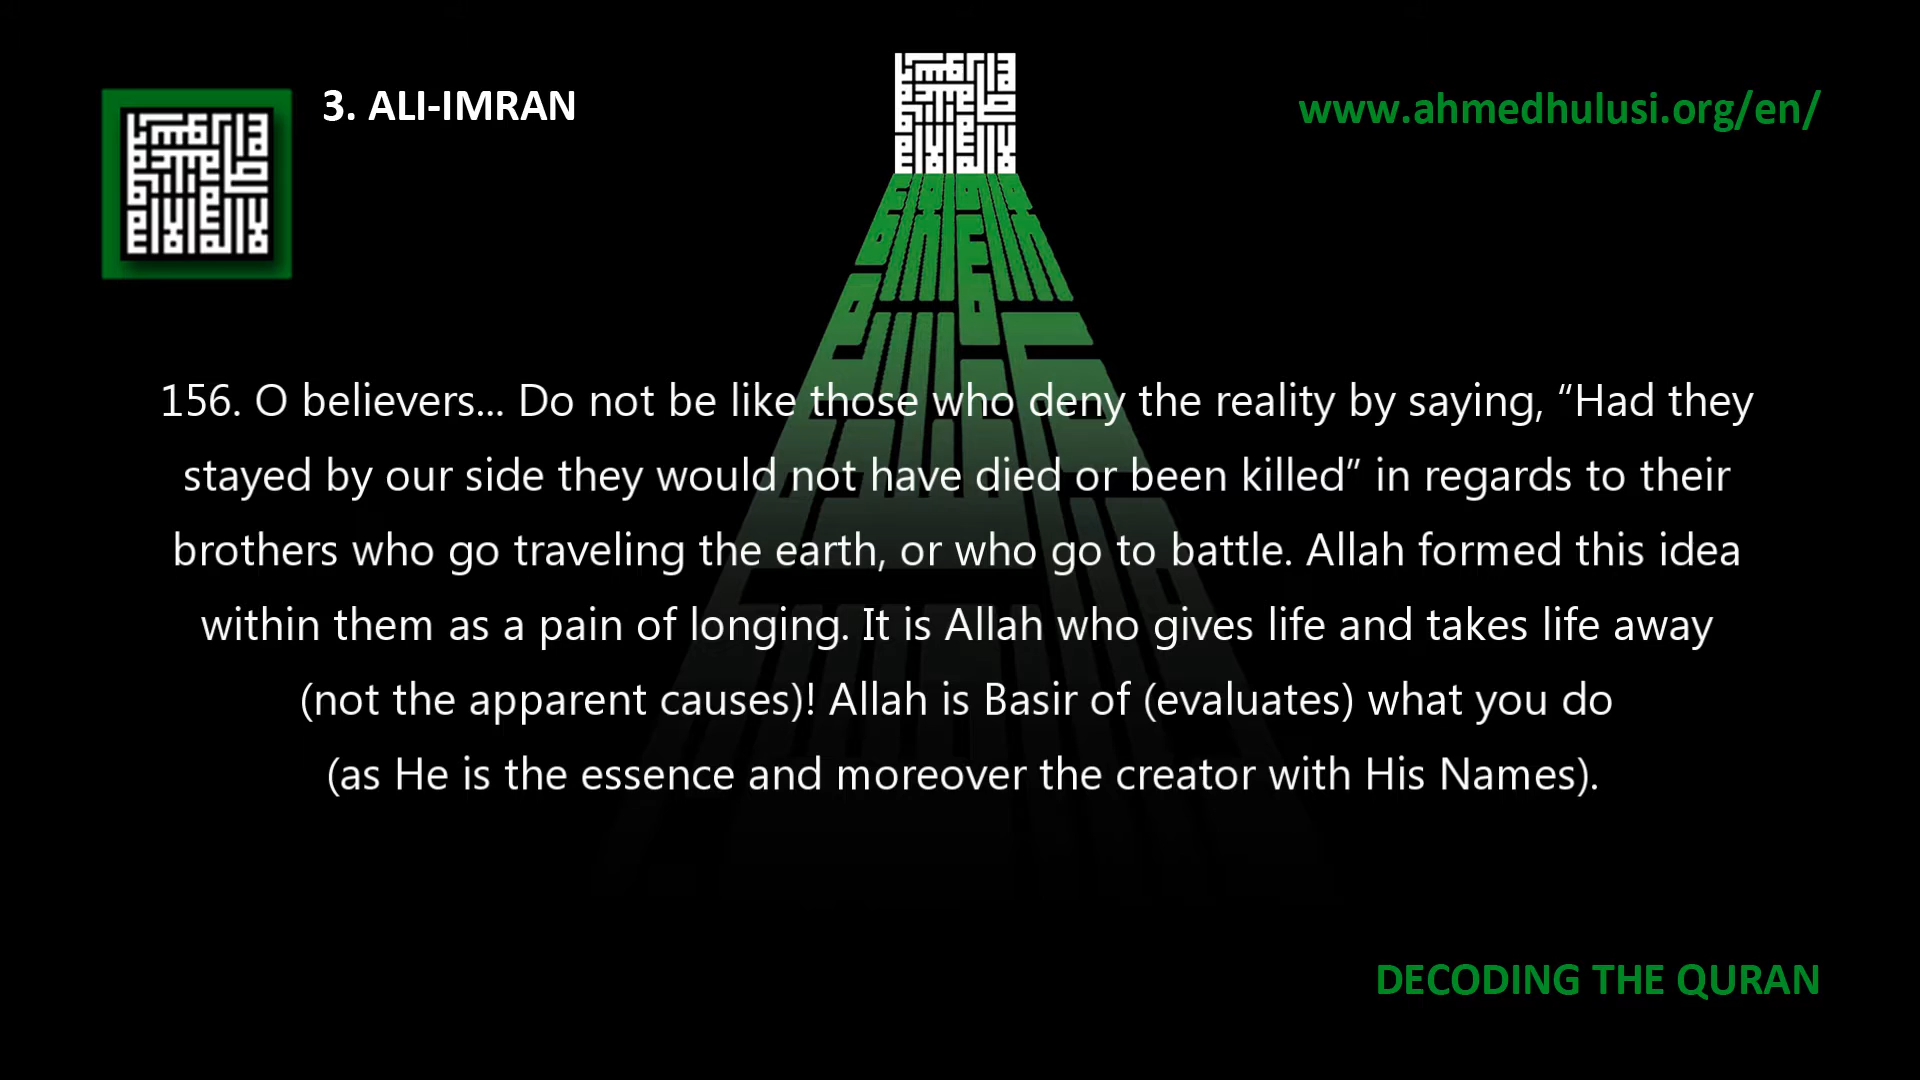 3. ALI-IMRAN
www.ahmedhulusi.org/en/
156. O believers... Do not be like those who deny the reality by saying, “Had they
stayed by our side they would not have died or been killed” in regards to their
brothers who go traveling the earth, or who go to battle. Allah formed this idea
within them as a pain of longing. It is Allah who gives life and takes life away
(not the apparent causes)! Allah is Basir of (evaluates) what you do
(as He is the essence and moreover the creator with His Names).
DECODING THE QURAN